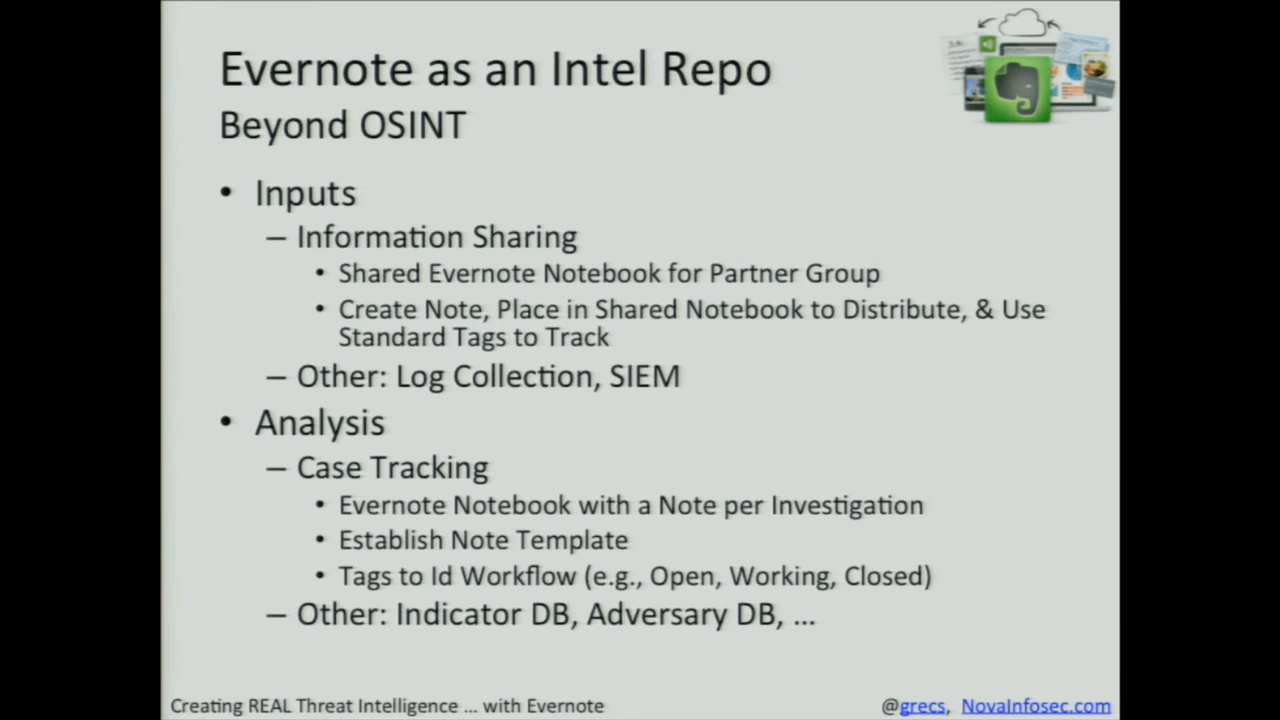 Evernote as an Intel Repo
Beyond OSINT
• Inputs
– Information Sharing
• Shared Evernote Notebook for Partner Group
• Create Note, Place in Shared Notebook to Distribute, & Use
Standard Tags to Track
– Other: Log Collection, SIEM
• Analysis
– Case Tracking
• Evernote Notebook with a Note per Investigation
• Establish Note Template
• Tags to Id Workflow (e.g., Open, Working, Closed)
– Other: Indicator DB, Adversary DB, ...
Creating REAL Threat Intelligence ... with Evernote
@grecs, NovaInfosec.com